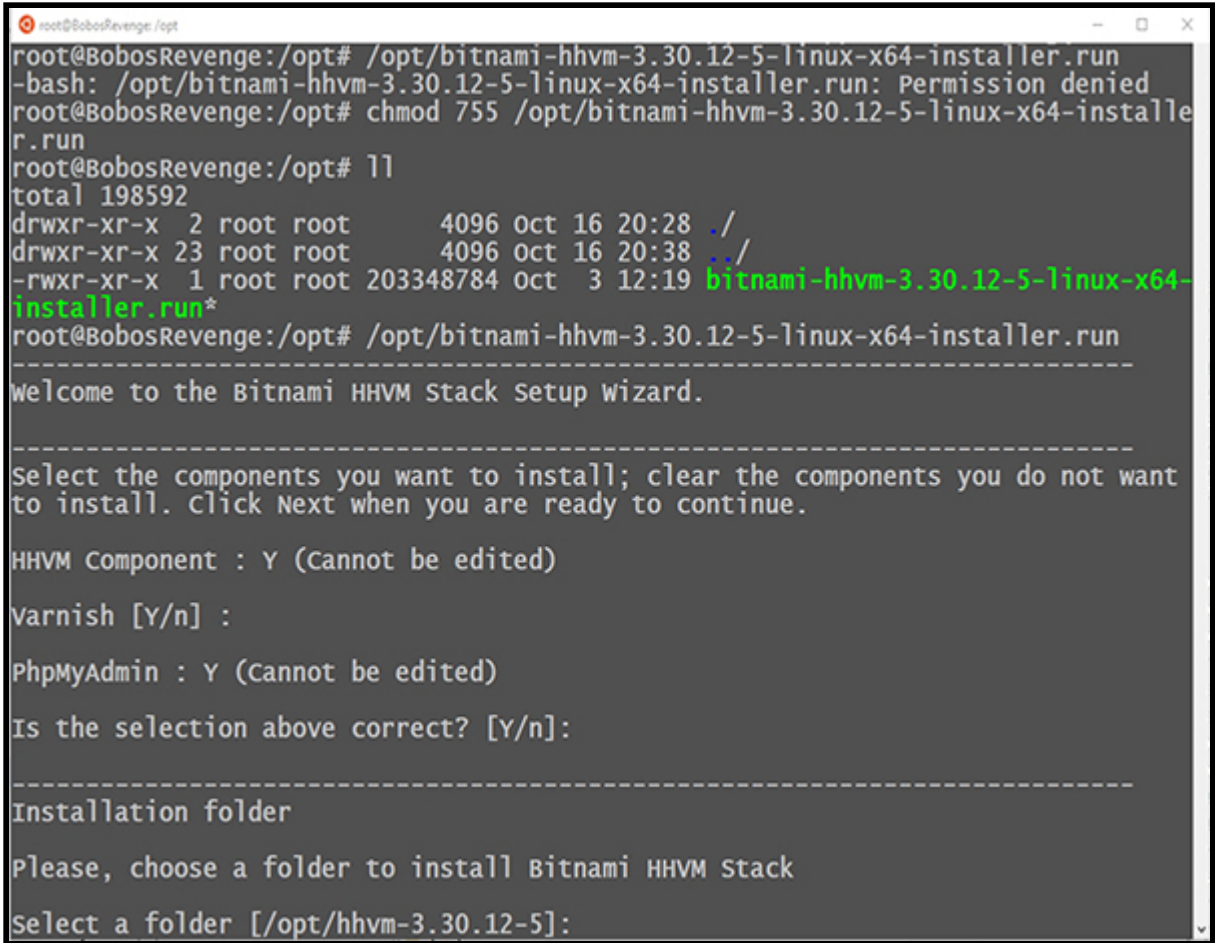 root@BobosRevenge: /opt
root@BobosRevenge:/opt# /opt/bitnami-hhvm-3.30.12-5-linux-x64-installer.run
-bash: /opt/bitnami-hhvm-3.30.12-5-linux-x64-installer.run: Permission denied
root@BobosRevenge:/opt# chmod 755 /opt/bitnami-hhvm-3.30.12-5-linux-x64-installe
r.run
root@BobosRevenge:/opt# ll
total 198592
drwxr-xr-x  2 root root      4096 Oct 16 20:28 ./
drwxr-xr-x 23 root root      4096 Oct 16 20:38 ../
-rwxr-xr-x  1 root root 203348784 Oct  3 12:19 bitnami-hhvm-3.30.12-5-linux-x64-
installer.run*
root@BobosRevenge:/opt# /opt/bitnami-hhvm-3.30.12-5-linux-x64-installer.run
----------------------------------------------------------------------------
Welcome to the Bitnami HHVM Stack Setup Wizard.
----------------------------------------------------------------------------
Select the components you want to install; clear the components you do not want
to install. Click Next when you are ready to continue.
HHVM Component : Y (Cannot be edited)
Varnish [Y/n] :
PhpMyAdmin : Y (Cannot be edited)
Is the selection above correct? [Y/n]:
----------------------------------------------------------------------------
Installation folder
Please, choose a folder to install Bitnami HHVM Stack
Select a folder [/opt/hhvm-3.30.12-5]: